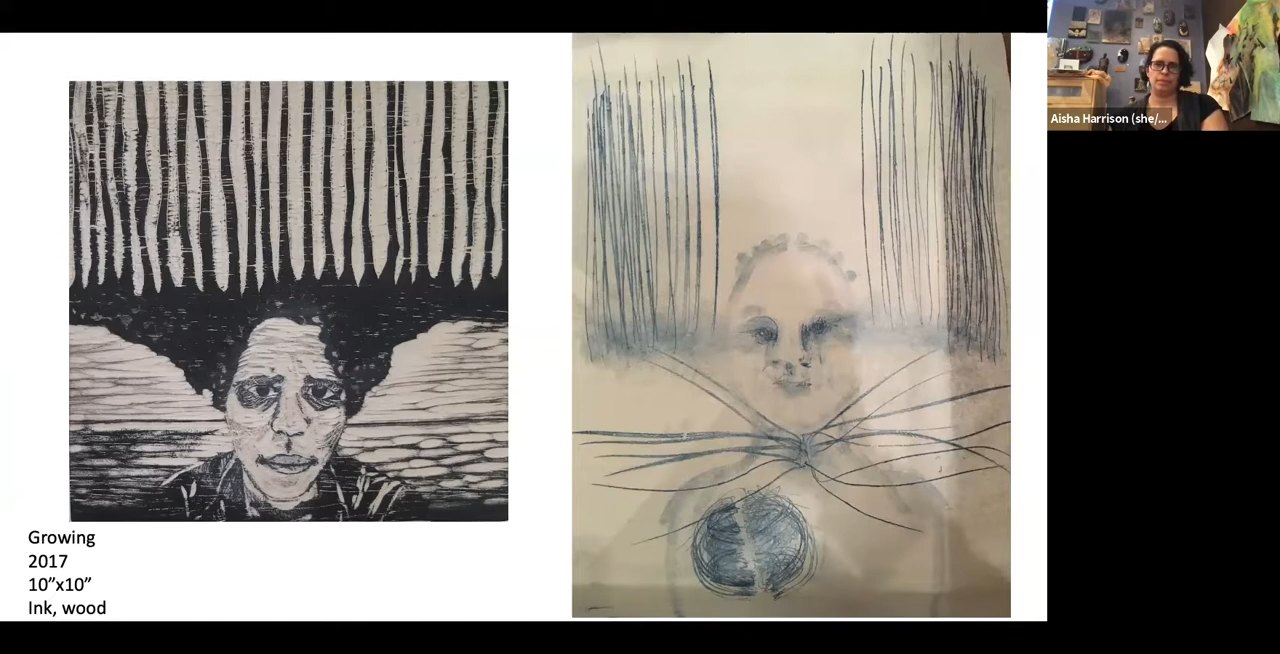 Growing
2017
10”x10”
Ink, wood
Aisha Harrison (she/...